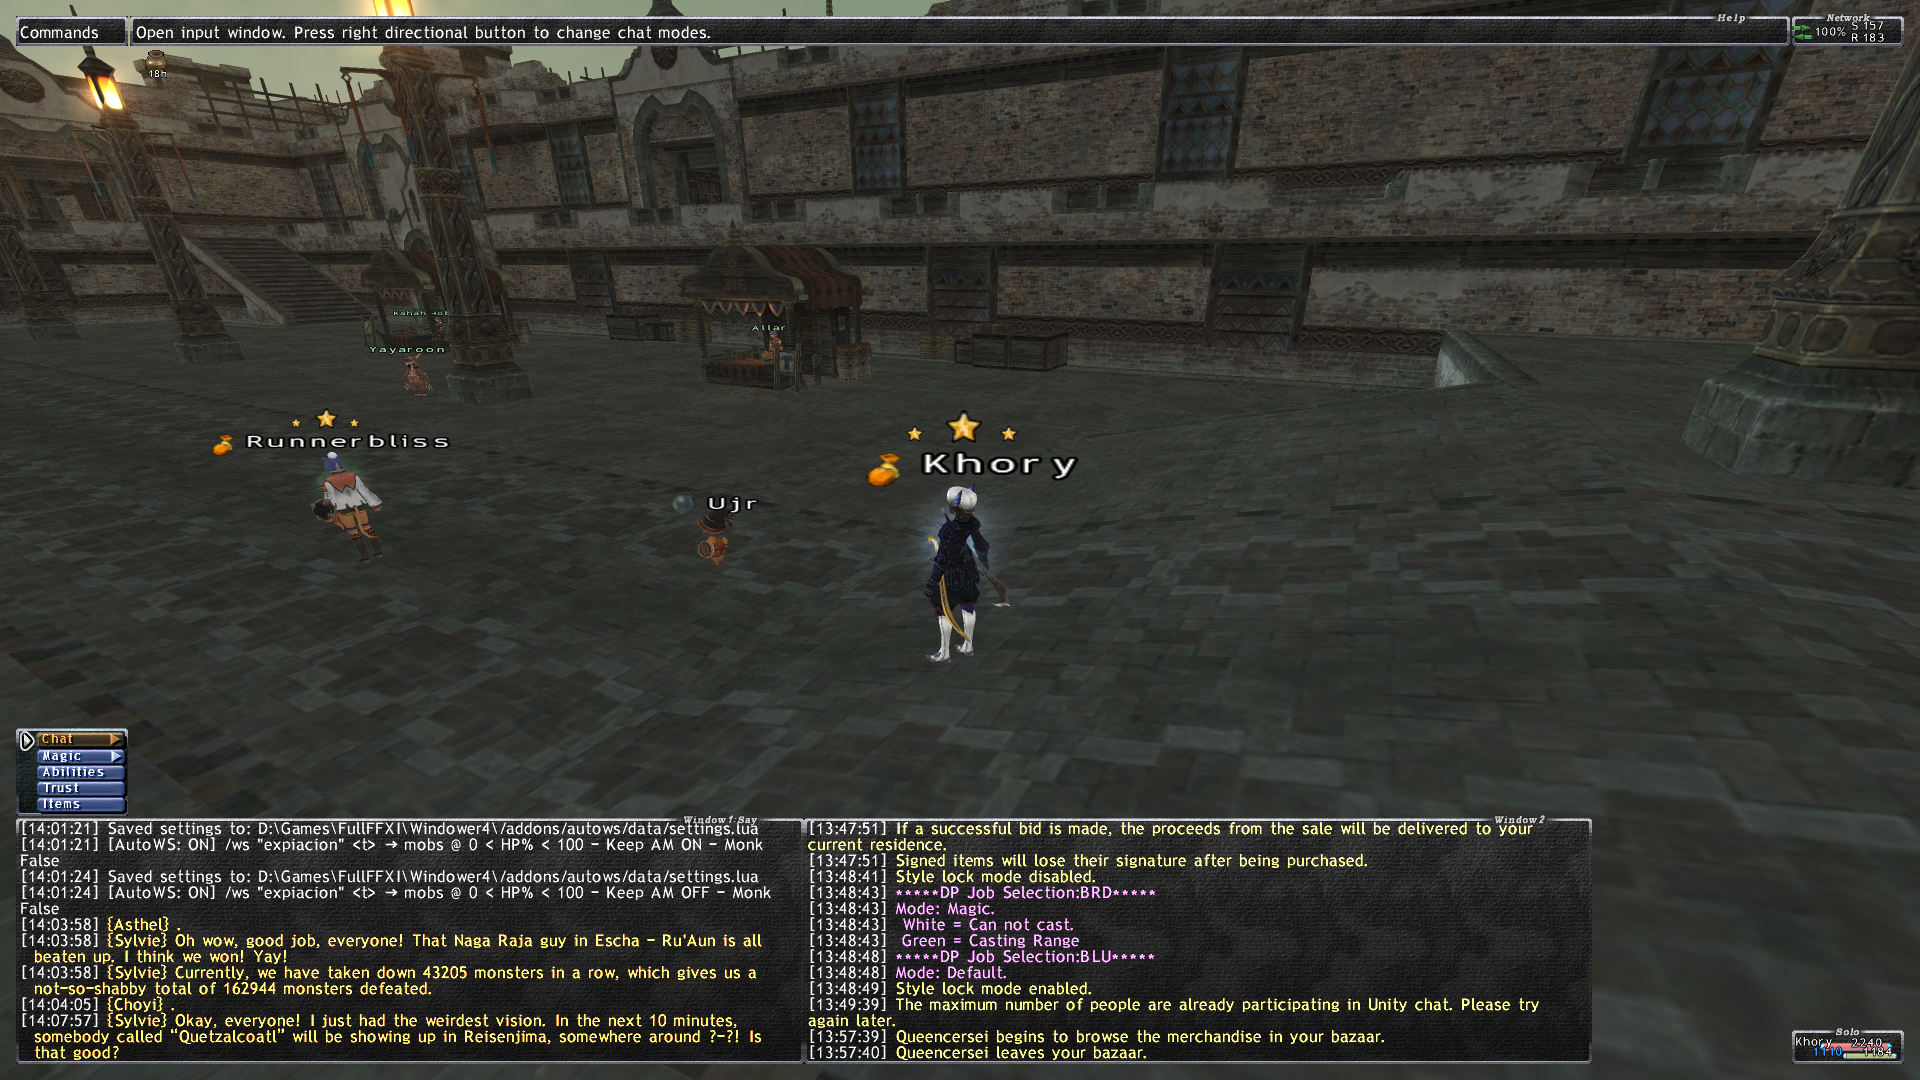 Commands
Open input window. Press right directional button to change chat modes.
Help
Network
100%
S 157
R 183
18h
Kahah
Yayaroon
Allar
Runnerbliss
Khory
Ujr
Chat
Magic
Abilities
Trust
Items
Window1:Say
[14:01:21] Saved settings to: D:\Games\FullFFXI\Windower4\/addons/autows/data/settings.lua
[14:01:21] [AutoWS: ON] /ws "expiacion" <t> → mobs @ 0 < HP% < 100 - Keep AM ON - Monk
False
[14:01:24] Saved settings to: D:\Games\FullFFXI\Windower4\/addons/autows/data/settings.lua
[14:01:24] [AutoWS: ON] /ws "expiacion" <t> → mobs @ 0 < HP% < 100 - Keep AM OFF - Monk
False
[14:03:58] {Asthel} .
[14:03:58] {Sylvie} Oh wow, good job, everyone! That Naga Raja guy in Escha - Ru'Aun is all
beaten up. I think we won! Yay!
[14:03:58] {Sylvie} Currently, we have taken down 43205 monsters in a row, which gives us a
not-so-shabby total of 162944 monsters defeated.
[14:04:05] {Choyi} .
[14:07:57] {Sylvie} Okay, everyone! I just had the weirdest vision. In the next 10 minutes,
somebody called “Quetzalcoatl” will be showing up in Reisenjima, somewhere around ?-?! Is
that good?
Window2
[13:47:51] If a successful bid is made, the proceeds from the sale will be delivered to your
current residence.
[13:47:51] Signed items will lose their signature after being purchased.
[13:48:41] Style lock mode disabled.
[13:48:43] *****DP Job Selection:BRD*****
[13:48:43] Mode: Magic.
[13:48:43] White = Can not cast.
[13:48:43] Green = Casting Range
[13:48:48] *****DP Job Selection:BLU*****
[13:48:48] Mode: Default.
[13:48:49] Style lock mode enabled.
[13:49:39] The maximum number of people are already participating in Unity chat. Please try
again later.
[13:57:39] Queencersei begins to browse the merchandise in your bazaar.
[13:57:40] Queencersei leaves your bazaar.
Solo
Khory 2240
1110 1184